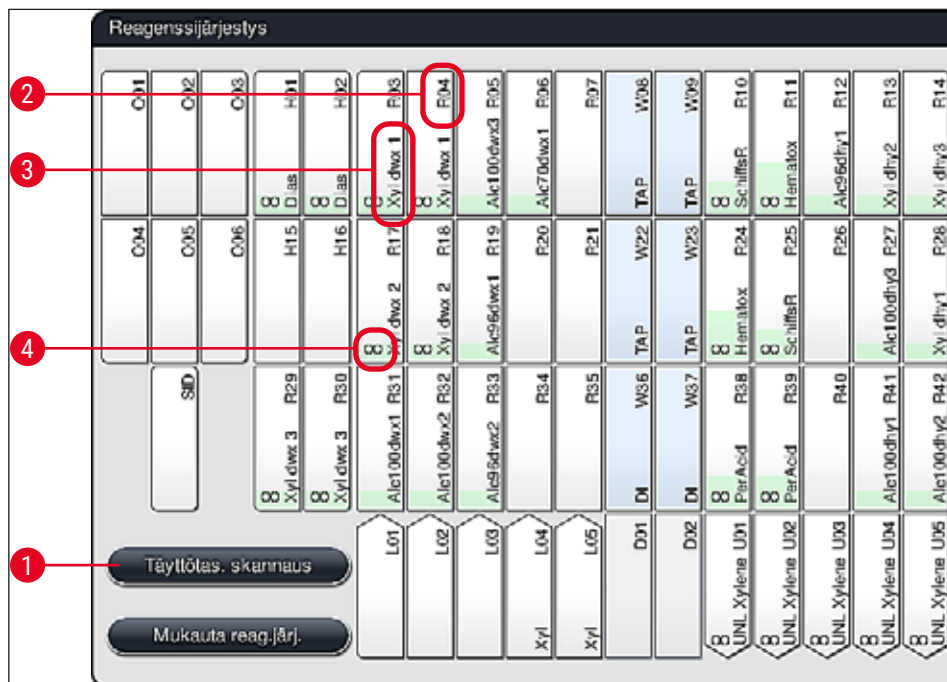 Reagenssijärjestys
O01
O02
O03
H01 Dias
H02 Dias
R03 Xyl dwx 1
R04 Xyl dwx 1
R05 Alc100dwx3
R06 Alc70dwx1
R07
W08 TAP
W09 TAP
R10 SchiffsR
R11 Hematox
R12 Alc96dhy1
R13 Xyl dhy2
R14 Xyl dhy3
O04
O05
O06
H15
H16
R17 Xyl dwx 2
R18 Xyl dwx 2
R19 Alc96dwx1
R20
R21
W22 TAP
W23 TAP
R24 Hematox
R25 SchiffsR
R26
R27 Alc100dhy3
R28 Xyl dhy1
SID
R29 Xyl dwx 3
R30 Xyl dwx 3
R31 Alc100dwx1
R32 Alc100dwx2
R33 Alc96dwx2
R34
R35
W36 DI
W37 DI
R38 PerAcid
R39 PerAcid
R40
R41 Alc100dhy1
R42 Alc100dhy2
L01
L02
L03
L04 Xyl
L05 Xyl
D01
D02
U01 UNL Xylene
U02 UNL Xylene
U03 UNL Xylene
U04 UNL Xylene
U05 UNL Xylene
Täyttötas. skannaus
Mukauta reag.järj.
2
3
4
1